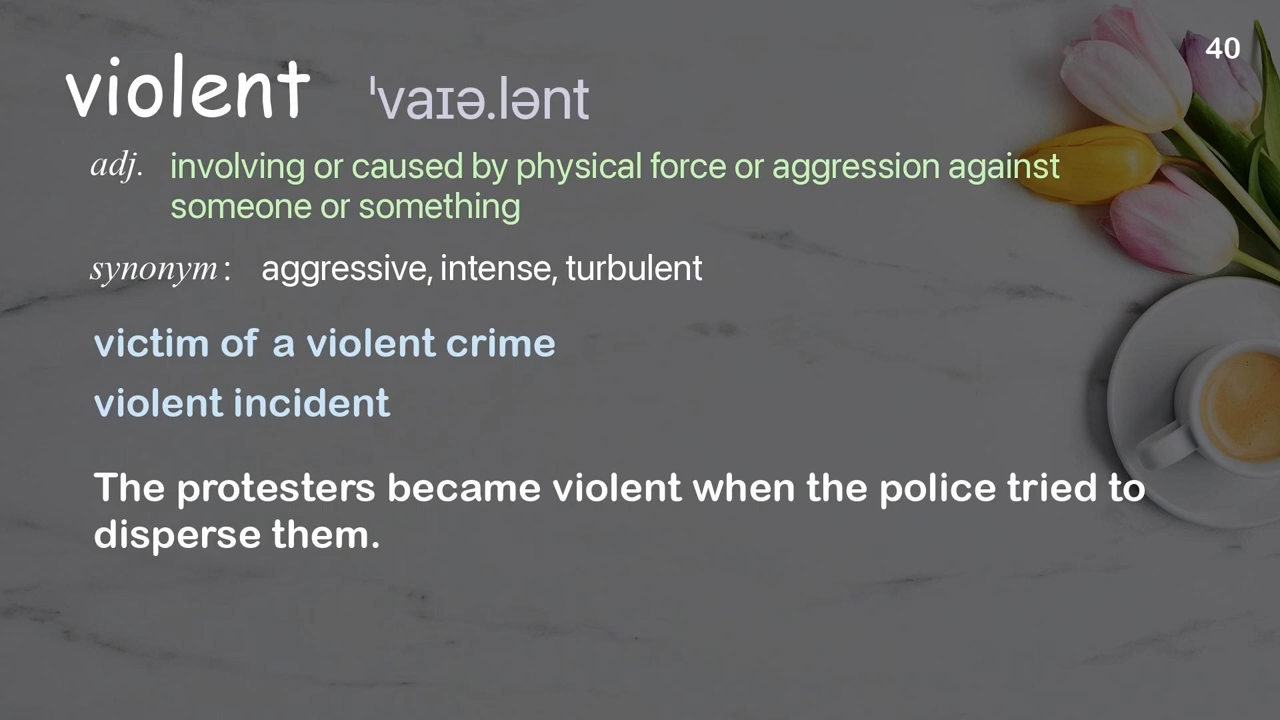 40
violent ˈvaɪə.lənt
adj. involving or caused by physical force or aggression against
someone or something
synonym: aggressive, intense, turbulent
victim of a violent crime
violent incident
The protesters became violent when the police tried to
disperse them.